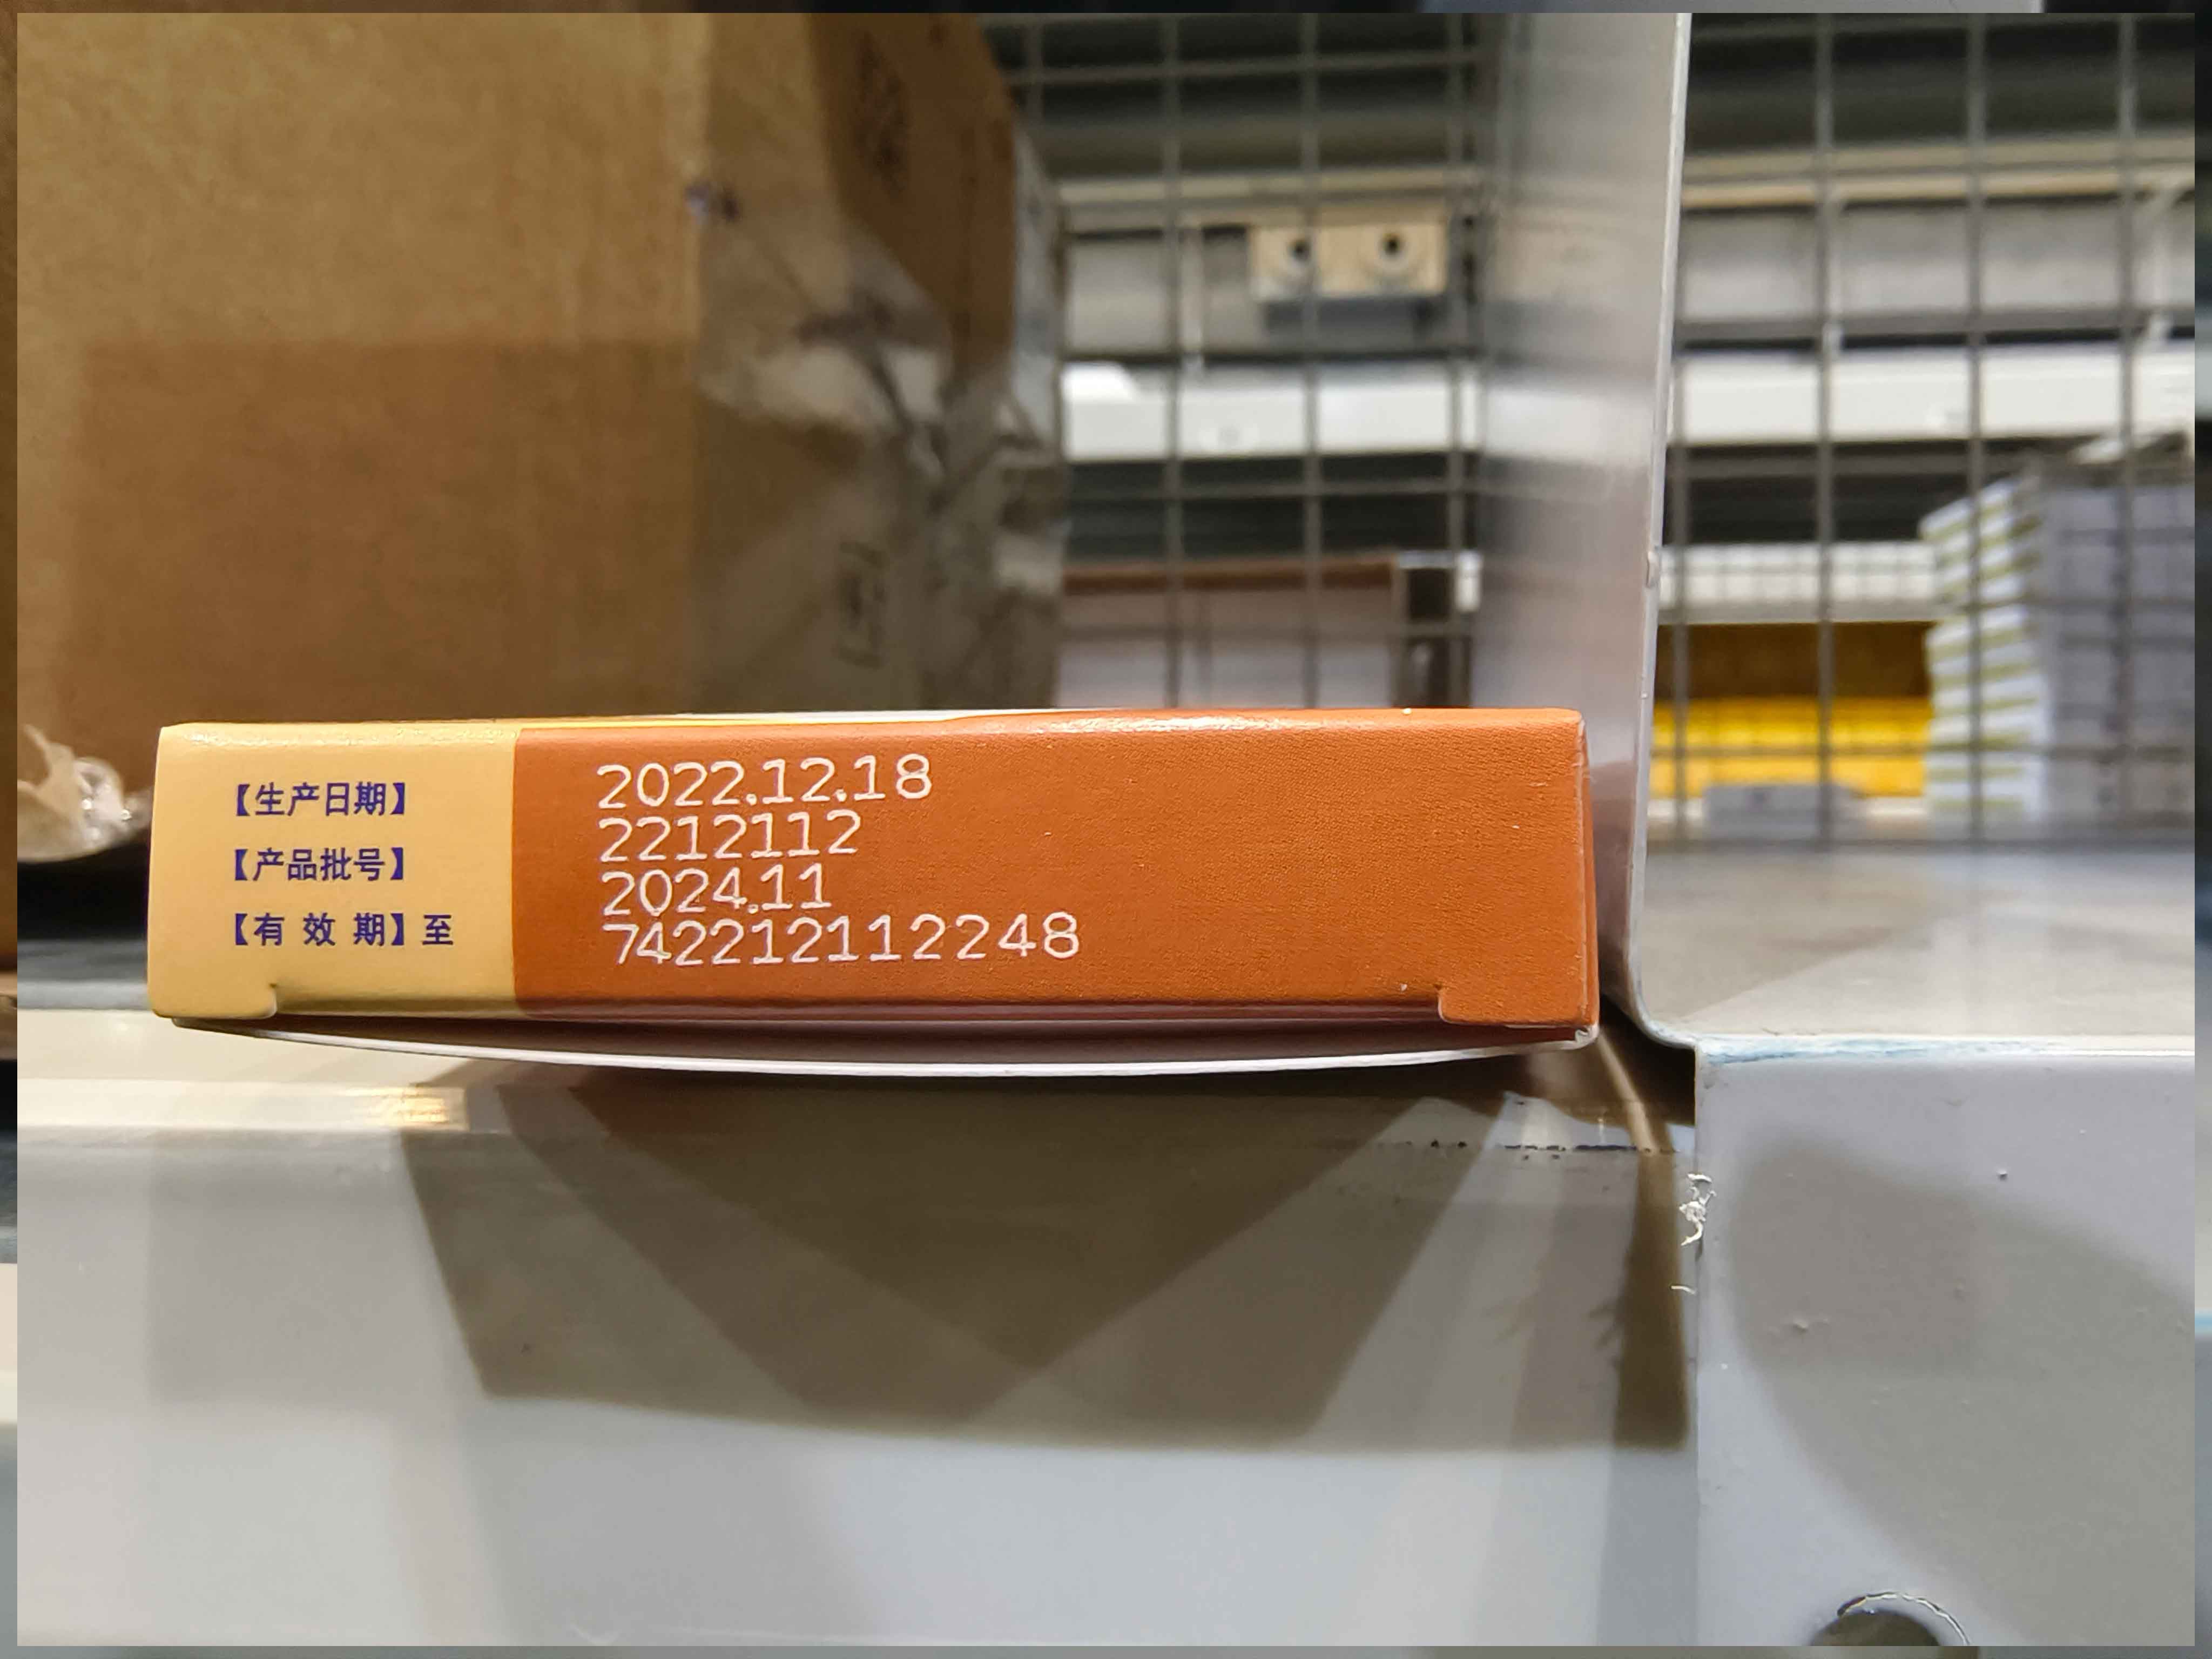 【生产日期】 2022.12.18
【产品批号】 2212112
【有 效 期】至 2024.11
742212112248